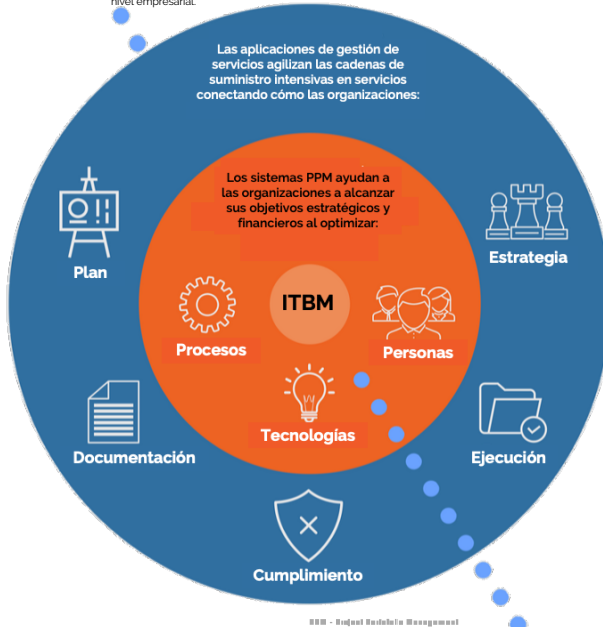 nivel empresarial.
Las aplicaciones de gestión de
servicios agilizan las cadenas de
suministro intensivas en servicios
conectando cómo las organizaciones:
Los sistemas PPM ayudan a
las organizaciones a alcanzar
sus objetivos estratégicos y
financieros al optimizar:
Plan
Estrategia
ITBM
Procesos
Personas
Tecnologías
Documentación
Ejecución
Cumplimiento